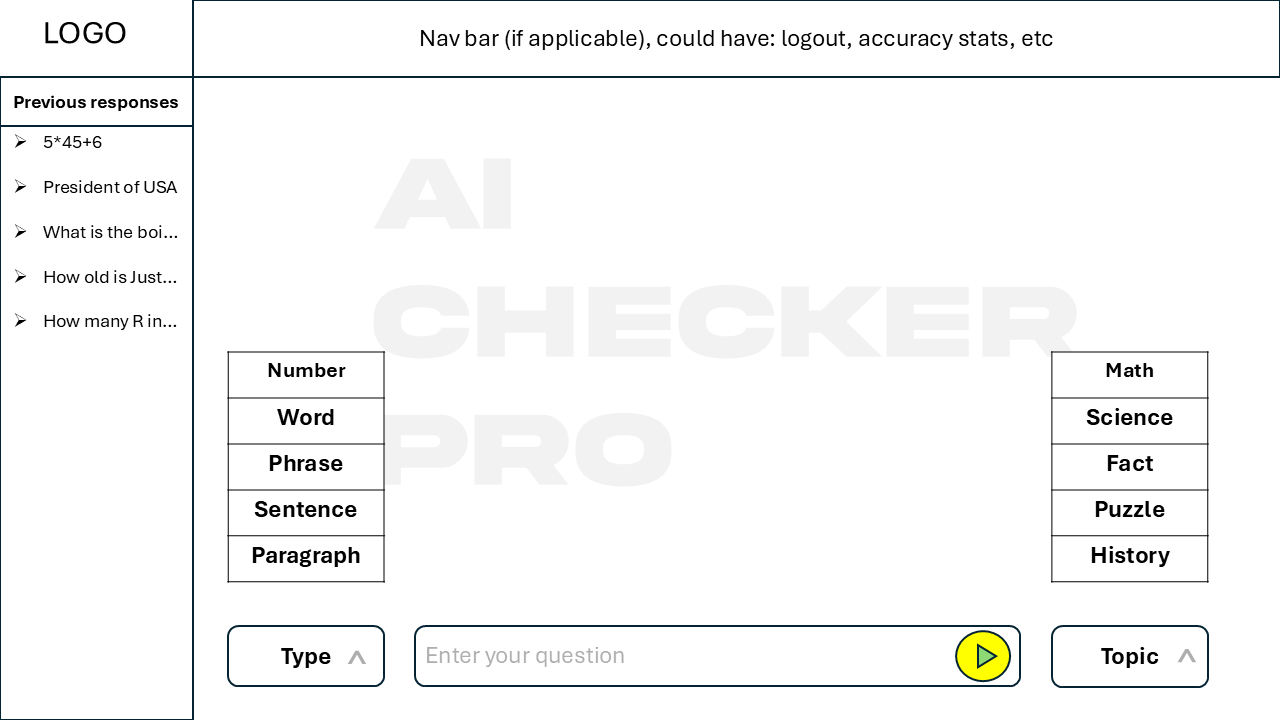 LOGO
Nav bar (if applicable), could have: logout, accuracy stats, etc
Previous responses
5*45+6
President of USA
What is the boi...
How old is Just...
How many R in...
AI
CHECKER
PRO
Number
Word
Phrase
Sentence
Paragraph
Math
Science
Fact
Puzzle
History
Type
Enter your question
Topic